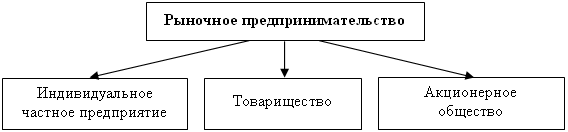 Рыночное предпринимательство
Индивидуальное
частное предприятие
Товарищество
Акционерное
общество